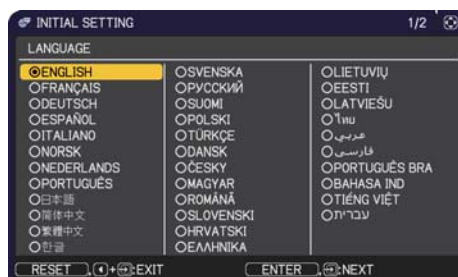 INITIAL SETTING 1/2
LANGUAGE
ENGLISH
FRANÇAIS
DEUTSCH
ESPAÑOL
ITALIANO
NORSK
NEDERLANDS
PORTUGUÊS
日本語
简体中文
繁體中文
한글
SVENSKA
РУССКИЙ
SUOMI
POLSKI
TÜRKÇE
DANSK
ČESKY
MAGYAR
ROMÂNĂ
SLOVENSKI
HRVATSKI
ΕΛΛΗΝΙΚΑ
LIETUVIŲ
EESTI
LATVIEŠU
ไทย
عربي
فارسی
PORTUGUÊS BRA
BAHASA IND
TIÉNG VIỆT
עברית
RESET , + :EXIT ENTER , :NEXT